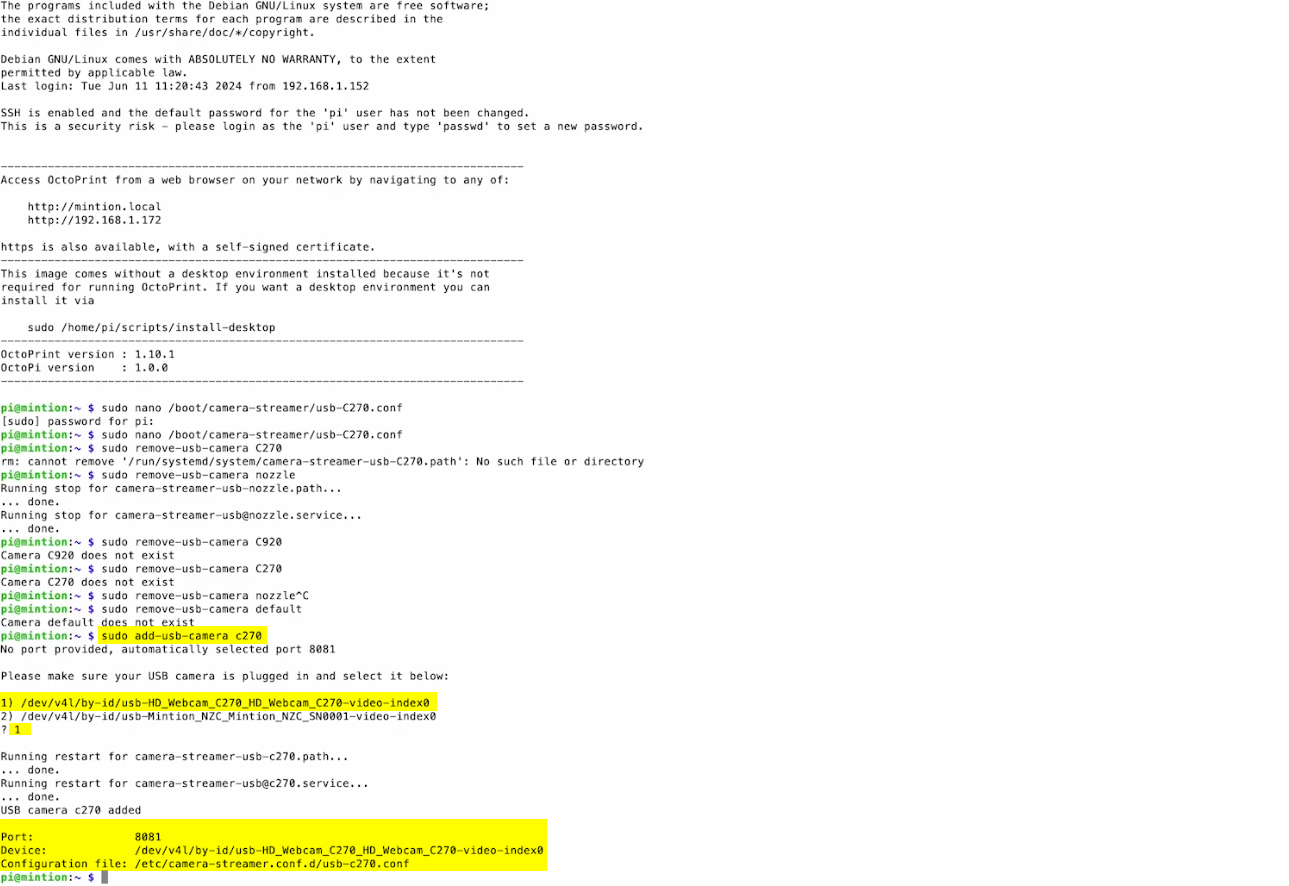 The programs included with the Debian GNU/Linux system are free software;
the exact distribution terms for each program are described in the
individual files in /usr/share/doc/*/copyright.
Debian GNU/Linux comes with ABSOLUTELY NO WARRANTY, to the extent
permitted by applicable law.
Last login: Tue Jun 11 11:20:43 2024 from 192.168.1.152
SSH is enabled and the default password for the 'pi' user has not been changed.
This is a security risk - please login as the 'pi' user and type 'passwd' to set a new password.
------------------------------------------------------------------------------
Access OctoPrint from a web browser on your network by navigating to any of:
http://mintion.local
http://192.168.1.172
https is also available, with a self-signed certificate.
------------------------------------------------------------------------------
This image comes without a desktop environment installed because it's not
required for running OctoPrint. If you want a desktop environment you can
install it via
sudo /home/pi/scripts/install-desktop
------------------------------------------------------------------------------
OctoPrint version : 1.10.1
OctoPi version    : 1.0.0
------------------------------------------------------------------------------
pi@mintion:~ $ sudo nano /boot/camera-streamer/usb-C270.conf
[sudo] password for pi:
pi@mintion:~ $ sudo nano /boot/camera-streamer/usb-C270.conf
pi@mintion:~ $ sudo remove-usb-camera C270
rm: cannot remove '/run/systemd/system/camera-streamer-usb-C270.path': No such file or directory
pi@mintion:~ $ sudo remove-usb-camera nozzle
Running stop for camera-streamer-usb-nozzle.path...
... done.
Running stop for camera-streamer-usb@nozzle.service...
... done.
pi@mintion:~ $ sudo remove-usb-camera C920
Camera C920 does not exist
pi@mintion:~ $ sudo remove-usb-camera C270
Camera C270 does not exist
pi@mintion:~ $ sudo remove-usb-camera nozzle^C
pi@mintion:~ $ sudo remove-usb-camera default
Camera default does not exist
pi@mintion:~ $ sudo add-usb-camera c270
No port provided, automatically selected port 8081
Please make sure your USB camera is plugged in and select it below:
1) /dev/v4l/by-id/usb-HD_Webcam_C270_HD_Webcam_C270-video-index0
2) /dev/v4l/by-id/usb-Mintion_NZC_Mintion_NZC_SN0001-video-index0
? 1
Running restart for camera-streamer-usb-c270.path...
... done.
Running restart for camera-streamer-usb@c270.service...
... done.
USB camera c270 added
Port:               8081
Device:             /dev/v4l/by-id/usb-HD_Webcam_C270_HD_Webcam_C270-video-index0
Configuration file: /etc/camera-streamer.conf.d/usb-c270.conf
pi@mintion:~ $